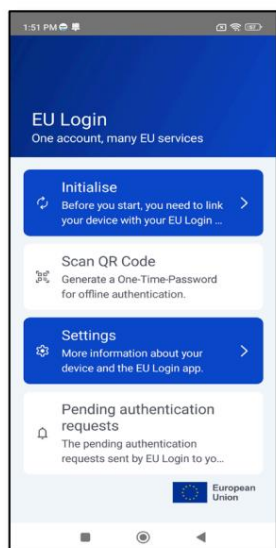 1:51 PM
EU Login
One account, many EU services
Initialise
Before you start, you need to link
your device with your EU Login ...
Scan QR Code
Generate a One-Time-Password
for offline authentication.
Settings
More information about your
device and the EU Login app.
Pending authentication
requests
The pending authentication
requests sent by EU Login to yo...
European
Union